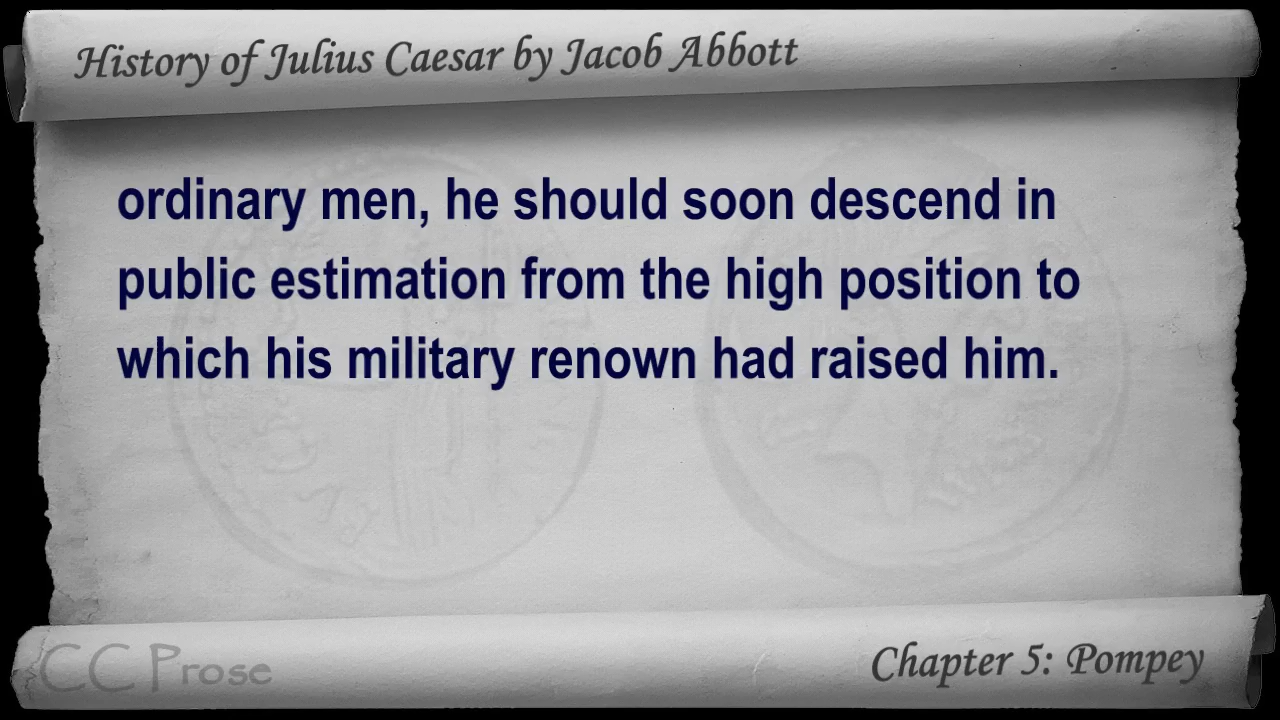 History of Julius Caesar by Jacob Abbott
ordinary men, he should soon descend in
public estimation from the high position to
which his military renown had raised him.
CC Prose
Chapter 5: Pompey